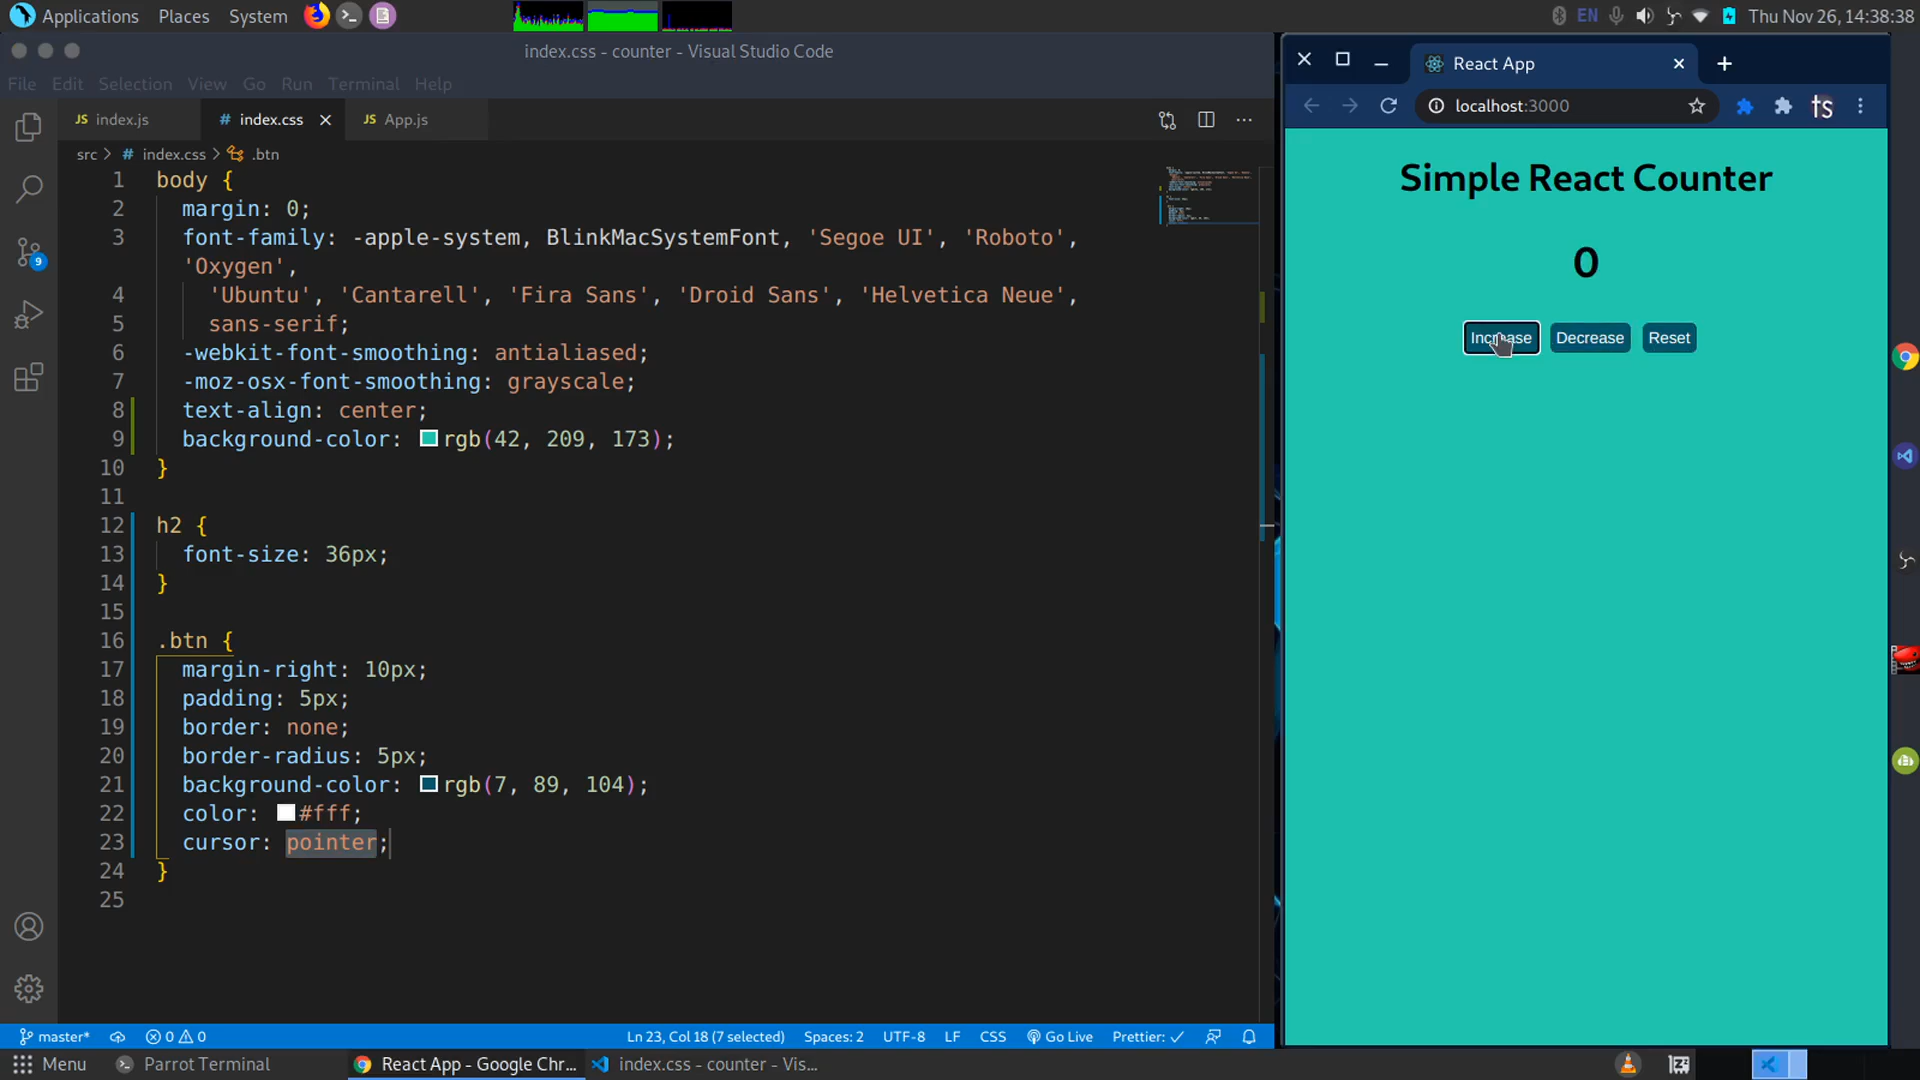 Applications Places System
EN Thu Nov 26, 14:38:38
index.css - counter - Visual Studio Code
File Edit Selection View Go Run Terminal Help
JS index.js # index.css JS App.js
src > # index.css > .btn
1 body {
2 margin: 0;
3 font-family: -apple-system, BlinkMacSystemFont, 'Segoe UI', 'Roboto',
'Oxygen',
4 'Ubuntu', 'Cantarell', 'Fira Sans', 'Droid Sans', 'Helvetica Neue',
5 sans-serif;
6 -webkit-font-smoothing: antialiased;
7 -moz-osx-font-smoothing: grayscale;
8 text-align: center;
9 background-color: rgb(42, 209, 173);
10 }
11
12 h2 {
13 font-size: 36px;
14 }
15
16 .btn {
17 margin-right: 10px;
18 padding: 5px;
19 border: none;
20 border-radius: 5px;
21 background-color: rgb(7, 89, 104);
22 color: #fff;
23 cursor: pointer;
24 }
25
9
master* 0 0 Ln 23, Col 18 (7 selected) Spaces: 2 UTF-8 LF CSS Go Live Prettier:
React App
localhost:3000
ts
Simple React Counter
0
Increase Decrease Reset
Menu Parrot Terminal React App - Google Chr... index.css - counter - Vis...